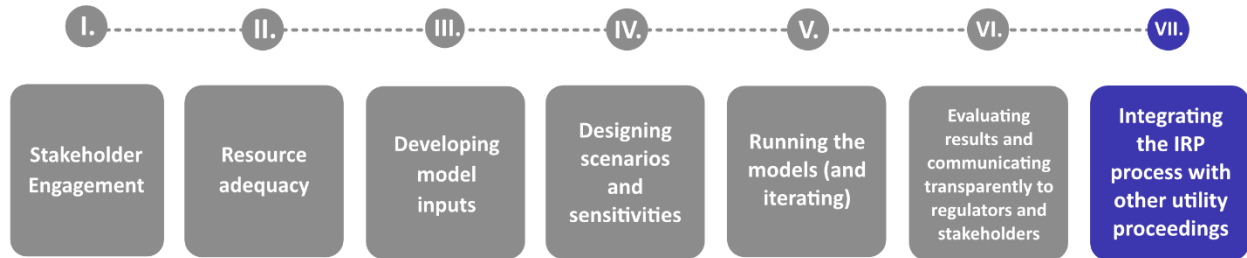 I.
II.
III.
IV.
V.
VI.
VII.
Stakeholder
Engagement
Resource
adequacy
Developing
model
inputs
Designing
scenarios
and
sensitivities
Running the
models (and
iterating)
Evaluating
results and
communicating
transparently to
regulators and
stakeholders
Integrating
the IRP
process with
other utility
proceedings